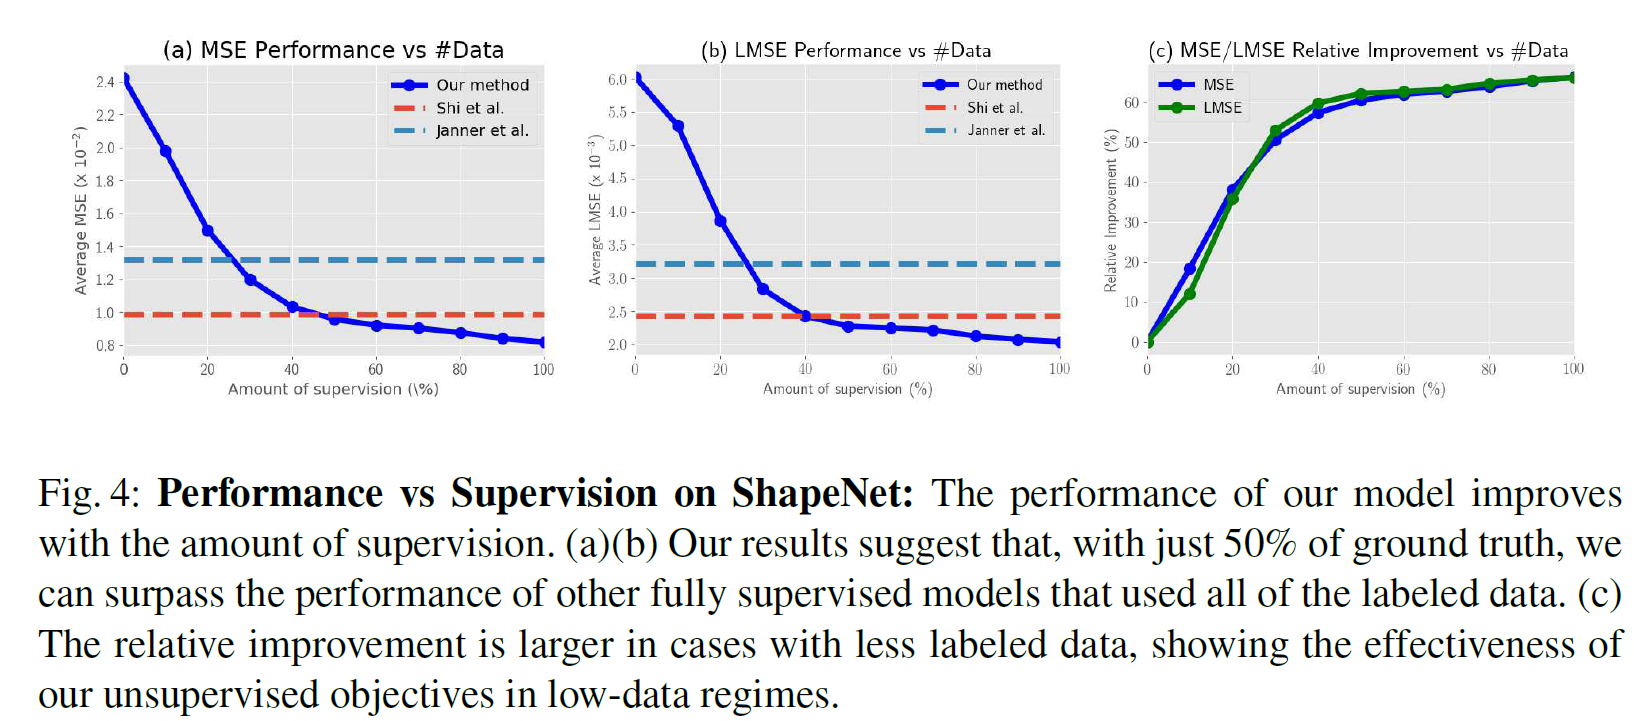 (a) MSE Performance vs #Data
Average MSE (x 10⁻²)
2.4
2.2
2.0
1.8
1.6
1.4
1.2
1.0
0.8
Our method
Shi et al.
Janner et al.
0 20 40 60 80 100
Amount of supervision (\%)
(b) LMSE Performance vs #Data
Average LMSE (x 10⁻³)
6.0
5.5
5.0
4.5
4.0
3.5
3.0
2.5
2.0
Our method
Shi et al.
Janner et al.
0 20 40 60 80 100
Amount of supervision (%)
(c) MSE/LMSE Relative Improvement vs #Data
Relative Improvement (%)
60
50
40
30
20
10
0
MSE
LMSE
0 20 40 60 80 100
Amount of supervision (%)
Fig. 4: Performance vs Supervision on ShapeNet: The performance of our model improves
with the amount of supervision. (a)(b) Our results suggest that, with just 50% of ground truth, we
can surpass the performance of other fully supervised models that used all of the labeled data. (c)
The relative improvement is larger in cases with less labeled data, showing the effectiveness of
our unsupervised objectives in low-data regimes.